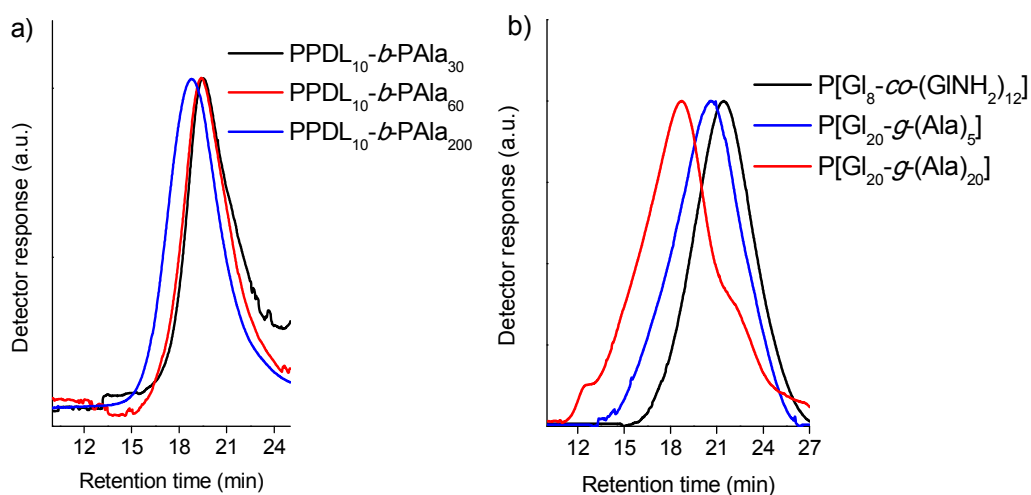 a)
PPDL10-b-PAla30
PPDL10-b-PAla60
PPDL10-b-PAla200
Detector response (a.u.)
12 15 18 21 24
Retention time (min)
b)
P[Gl8-co-(GlNH2)12]
P[Gl20-g-(Ala)5]
P[Gl20-g-(Ala)20]
Detector response (a.u.)
12 15 18 21 24 27
Retention time (min)